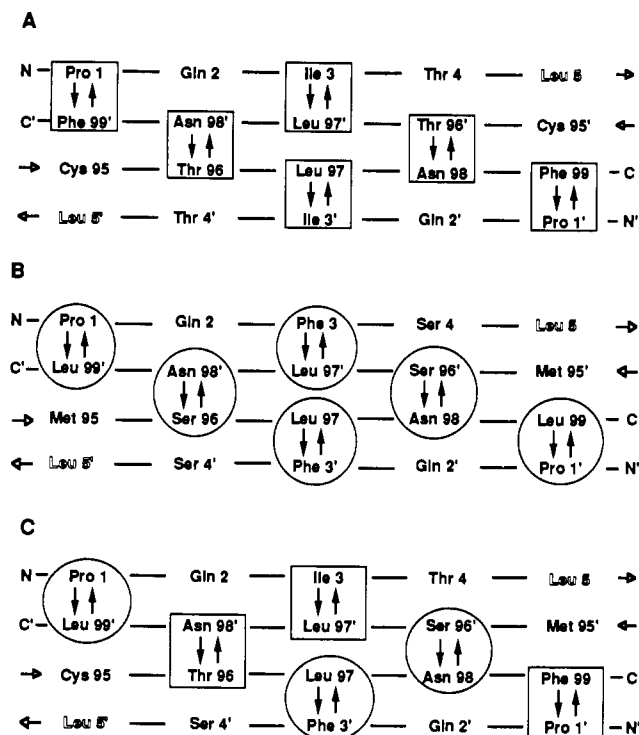 A
N Pro 1 Gln 2 Ile 3 Thr 4 Leu 5
C' Phe 99' Asn 98' Leu 97' Thr 96' Cys 95'
Cys 95 Thr 96 Leu 97 Asn 98 Phe 99 C
Leu 5' Thr 4' Ile 3' Gln 2' Pro 1' N'
B
N Pro 1 Gln 2 Phe 3 Ser 4 Leu 5
C' Leu 99' Asn 98' Leu 97' Ser 96' Met 95'
Met 95 Ser 96 Leu 97 Asn 98 Leu 99 C
Leu 5' Ser 4' Phe 3' Gln 2' Pro 1' N'
C
N Pro 1 Gln 2 Ile 3 Thr 4 Leu 5
C' Leu 99' Asn 98' Leu 97' Ser 96' Met 95'
Cys 95 Thr 96 Leu 97 Asn 98 Phe 99 C
Leu 5' Ser 4' Phe 3' Gln 2' Pro 1' N'